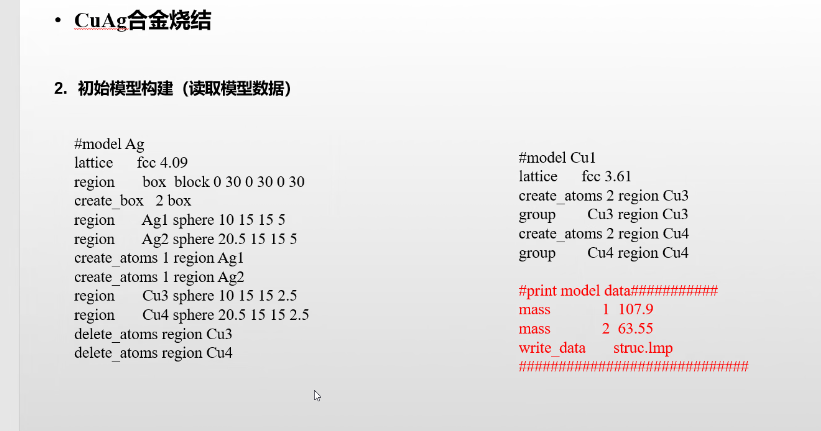 • CuAg合金烧结
2. 初始模型构建（读取模型数据）
#model Ag
lattice fcc 4.09
region box block 0 30 0 30 0 30
create_box 2 box
region Ag1 sphere 10 15 15 5
region Ag2 sphere 20.5 15 15 5
create_atoms 1 region Ag1
create_atoms 1 region Ag2
region Cu3 sphere 10 15 15 2.5
region Cu4 sphere 20.5 15 15 2.5
delete_atoms region Cu3
delete_atoms region Cu4
#model Cu1
lattice fcc 3.61
create_atoms 2 region Cu3
group Cu3 region Cu3
create_atoms 2 region Cu4
group Cu4 region Cu4
#print model data###########
mass 1 107.9
mass 2 63.55
write_data struc.lmp
#############################